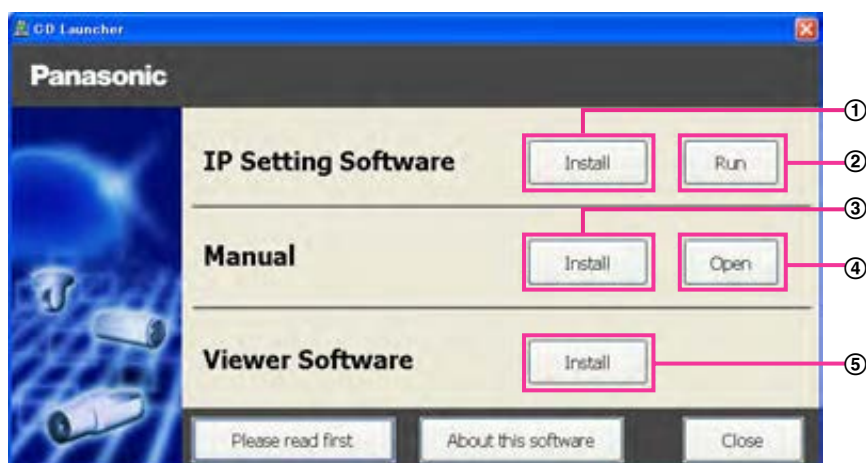 CD Launcher
Panasonic
①
IP Setting Software Install Run ②
③
Manual Install Open ④
Viewer Software Install ⑤
Please read first About this software Close